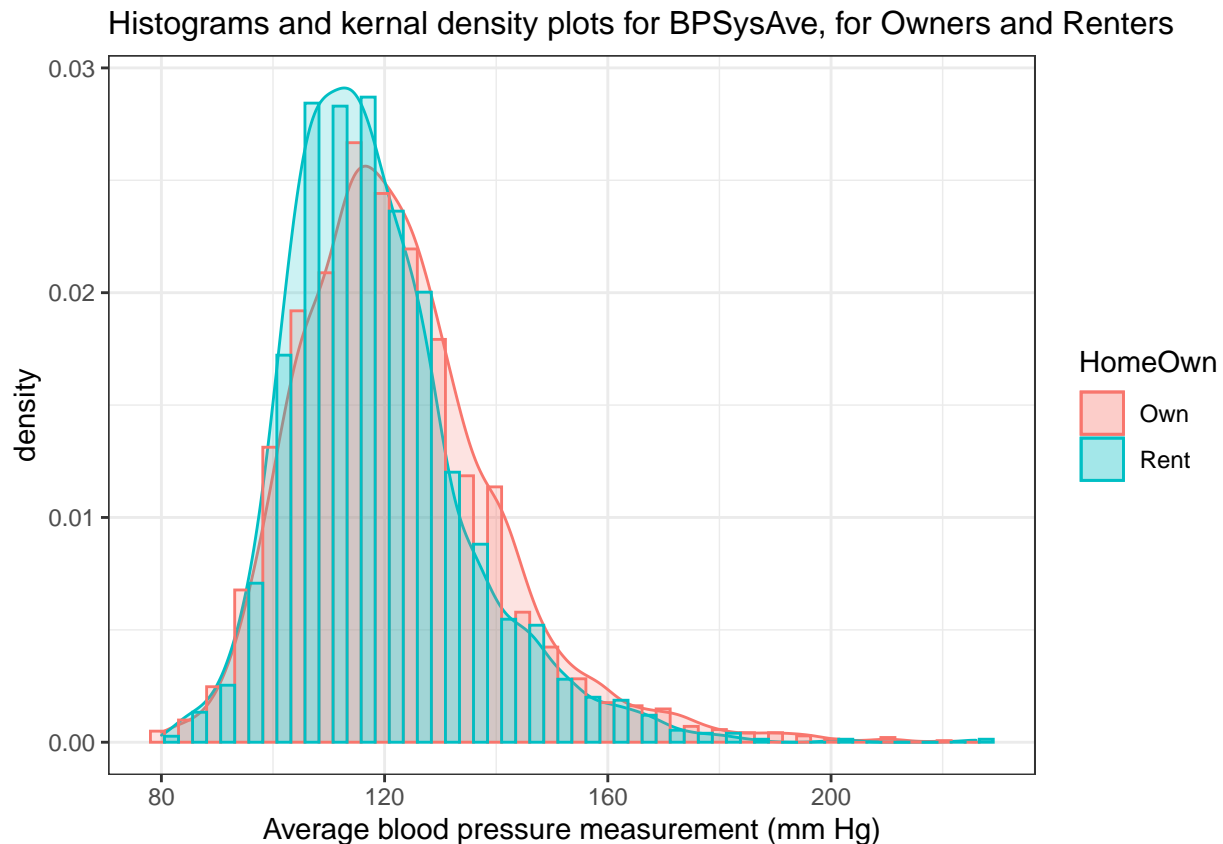 Histograms and kernal density plots for BPSysAve, for Owners and Renters
0.03
0.02
0.01
0.00
density
80
120
160
200
Average blood pressure measurement (mm Hg)
HomeOwn
Own
Rent